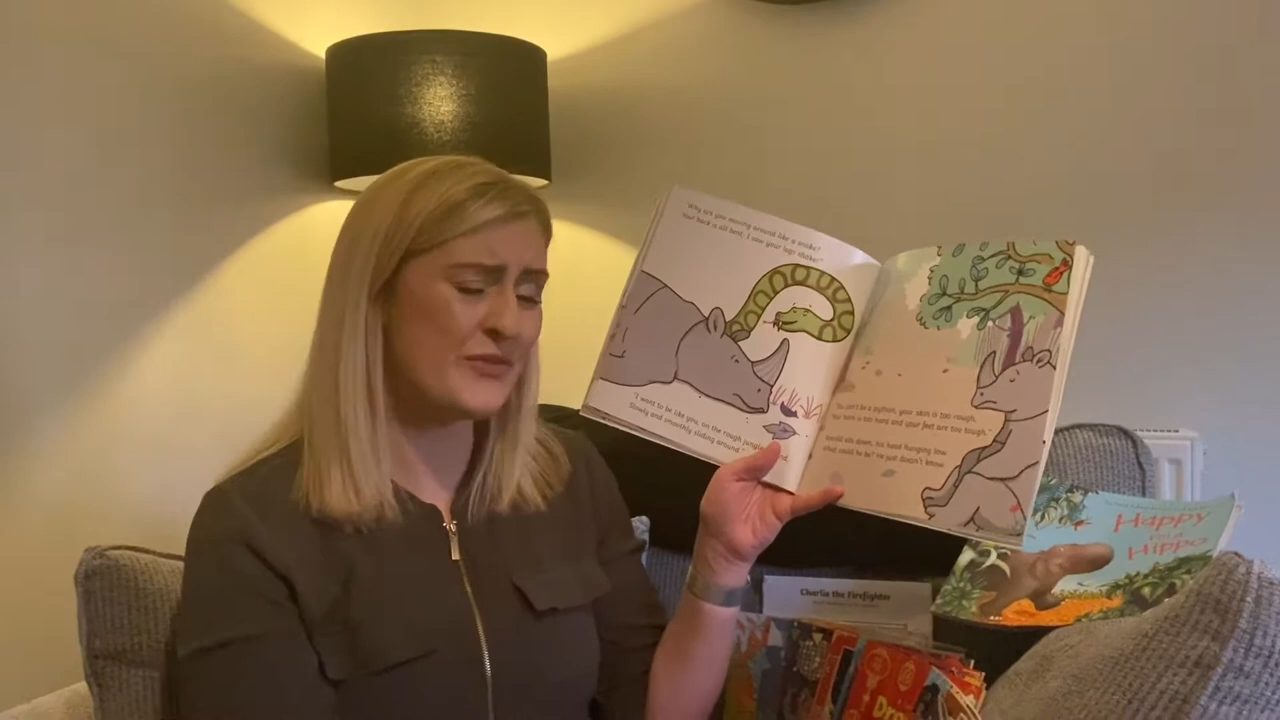 "Why are you moving around like a snake?
Your back is all bent, I saw your legs shake!"
"I want to be like you, on the rough jungle
Slowly and smoothly sliding around."
"You can't be a python, your skin is too rough,
Your horn is too hard and your feet are too tough."
sits down, his head hanging low
What could he be? He just doesn't know.
Happy
I'm a
Hippo
Charlie the Firefighter